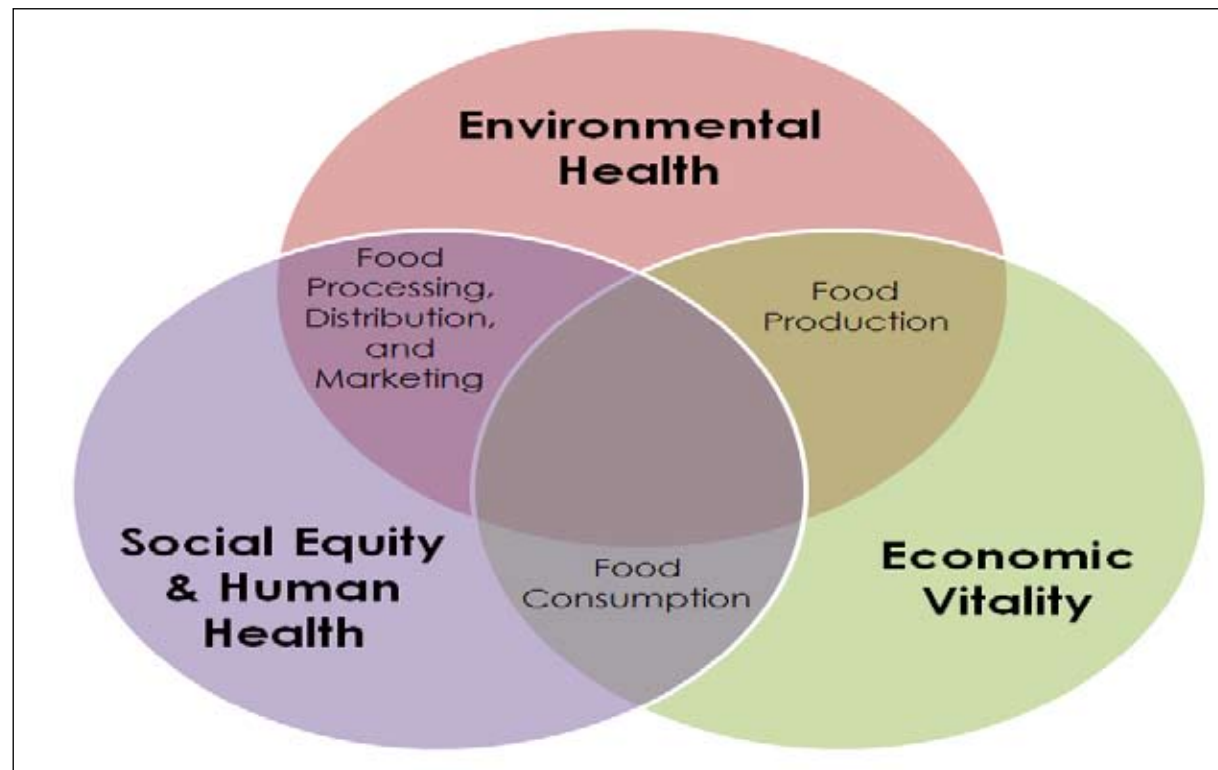 Environmental
Health
Food
Processing,
Distribution,
and
Marketing
Food
Production
Social Equity
& Human
Health
Food
Consumption
Economic
Vitality